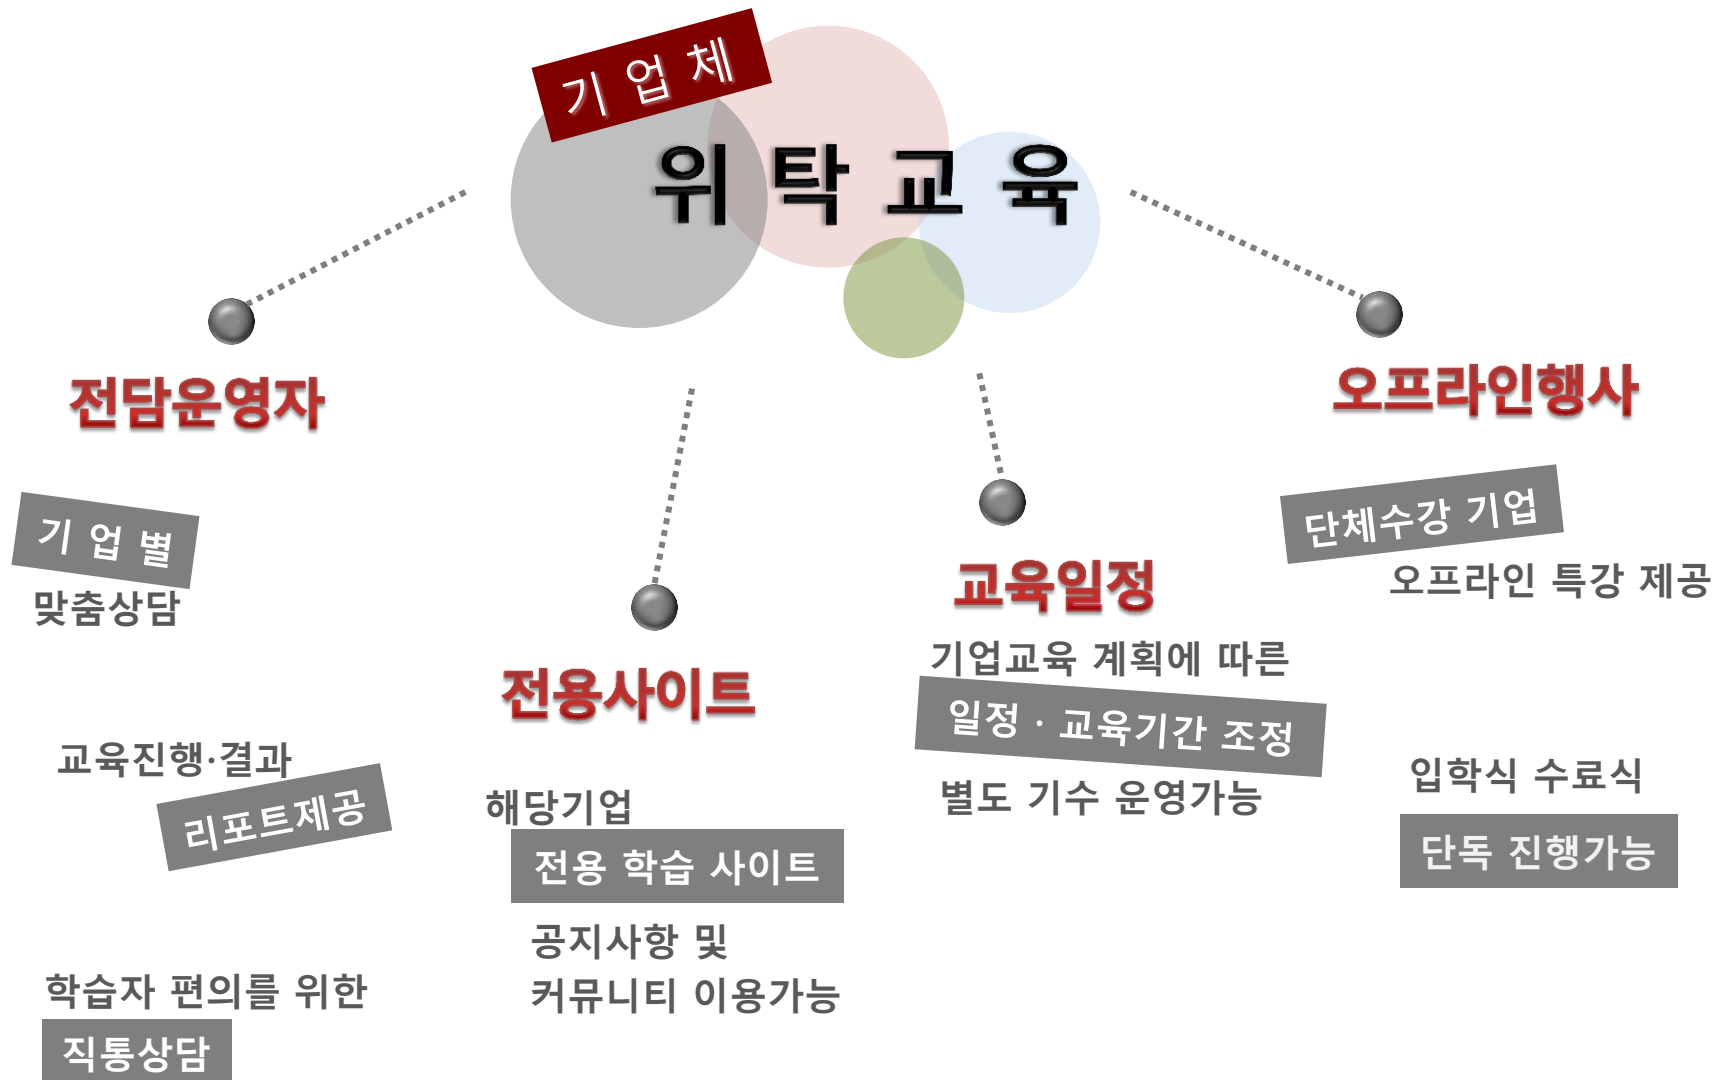 기 업 체
위 탁 교 육
전담운영자
기 업 별
맞춤상담
교육진행·결과
리포트제공
학습자 편의를 위한
직통상담
전용사이트
해당기업
전용 학습 사이트
공지사항 및
커뮤니티 이용가능
교육일정
기업교육 계획에 따른
일정 · 교육기간 조정
별도 기수 운영가능
오프라인행사
단체수강 기업
오프라인 특강 제공
입학식 수료식
단독 진행가능